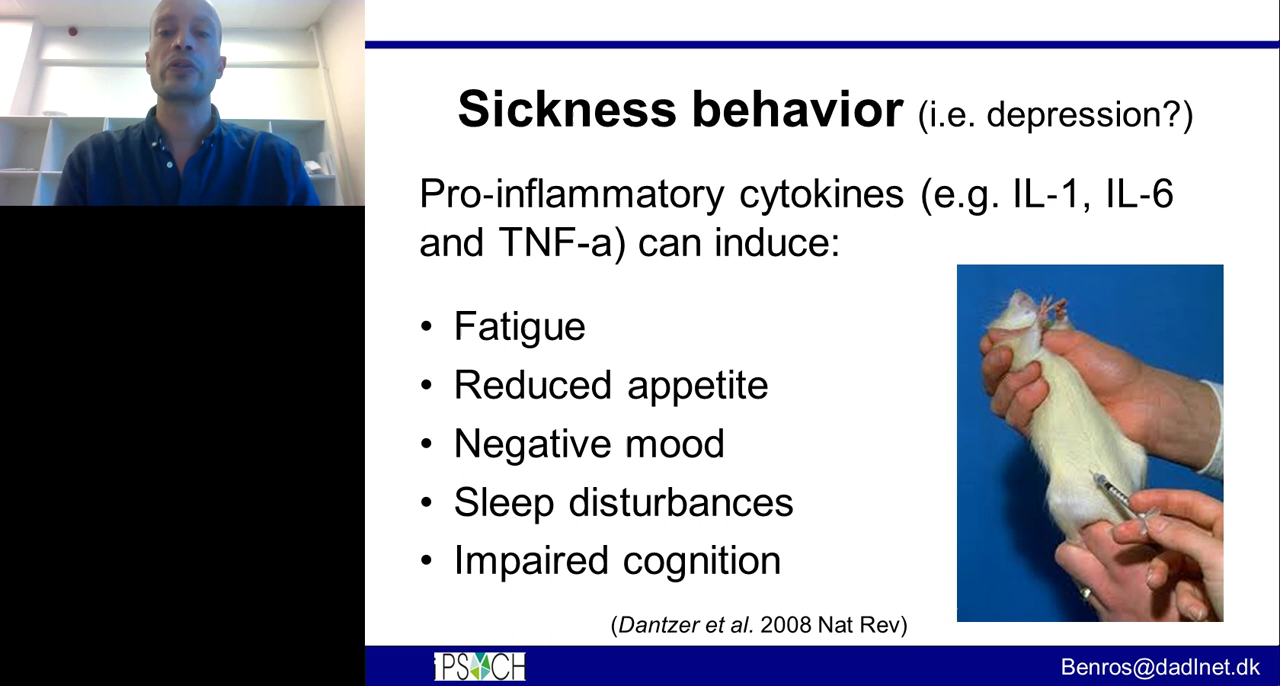 Sickness behavior (i.e. depression?)
Pro-inflammatory cytokines (e.g. IL-1, IL-6
and TNF-a) can induce:
• Fatigue
• Reduced appetite
• Negative mood
• Sleep disturbances
• Impaired cognition
(Dantzer et al. 2008 Nat Rev)
iPSYCH
Benros@dadlnet.dk